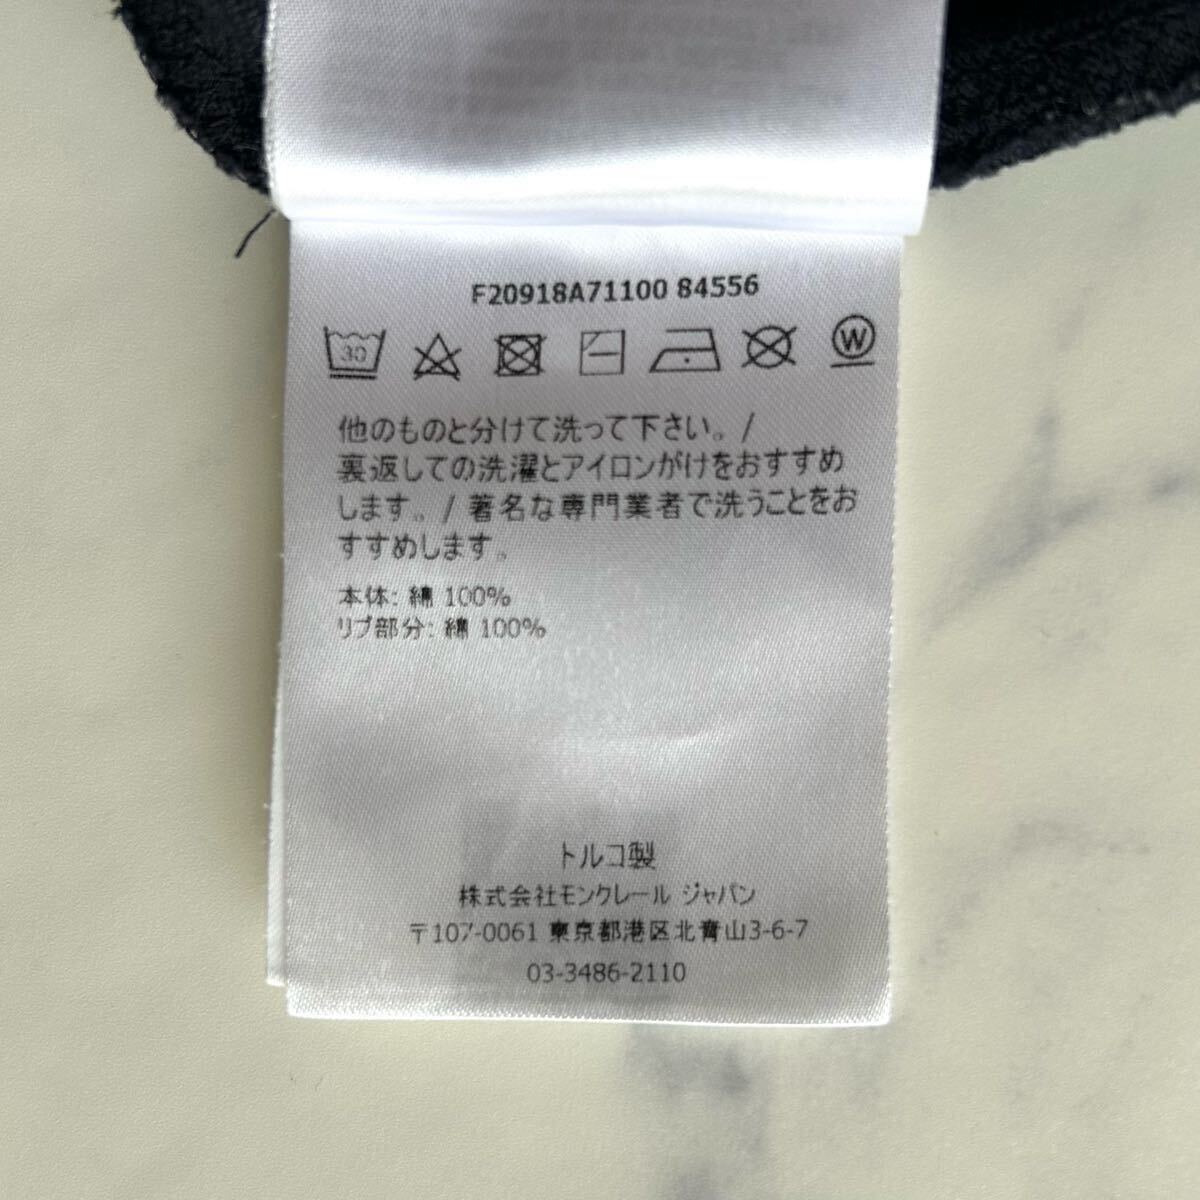 F20918A71100 84556
30 W
他のものと分けて洗って下さい。/
裏返しての洗濯とアイロンがけをおすすめ
します。/ 著名な専門業者で洗うことをお
すすめします。
本体: 綿 100%
リブ部分: 綿 100%
トルコ製
株式会社モンクレール ジャパン
〒107-0061 東京都港区北青山3-6-7
03-3486-2110